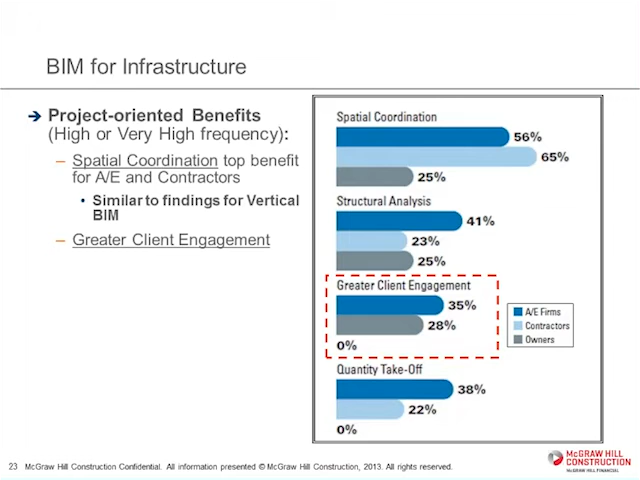 BIM for Infrastructure
➔ Project-oriented Benefits
(High or Very High frequency):
– Spatial Coordination top benefit
for A/E and Contractors
• Similar to findings for Vertical
BIM
– Greater Client Engagement
Spatial Coordination
56%
65%
25%
Structural Analysis
41%
23%
25%
Greater Client Engagement
35%
28%
0%
A/E Firms
Contractors
Owners
Quantity Take-Off
38%
22%
0%
23 McGraw Hill Construction Confidential. All information presented © McGraw Hill Construction, 2013. All rights reserved.
McGRAW HILL
CONSTRUCTION
McGRAW HILL FINANCIAL